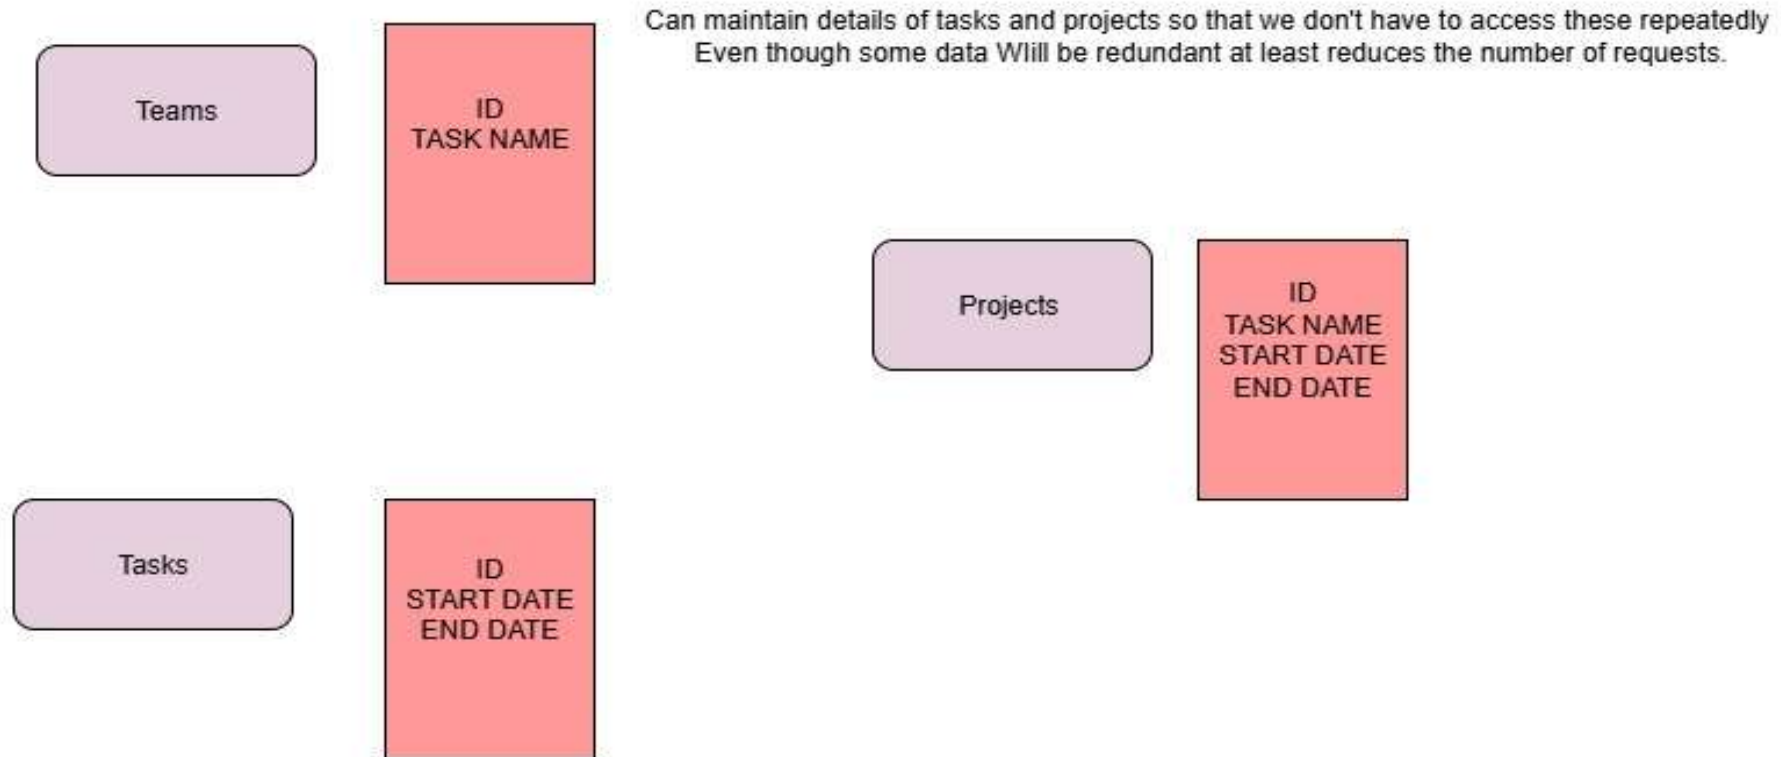 Can maintain details of tasks and projects so that we don't have to access these repeatedly
Even though some data WIill be redundant at least reduces the number of requests.
Teams
ID
TASK NAME
Projects
ID
TASK NAME
START DATE
END DATE
Tasks
ID
START DATE
END DATE